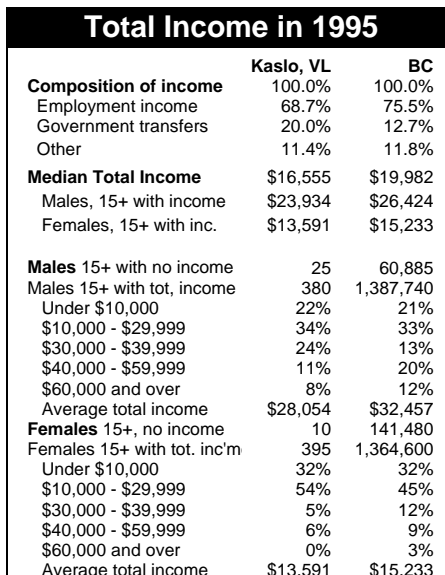 Total Income in 1995
Kaslo, VL BC
Composition of income 100.0% 100.0%
Employment income 68.7% 75.5%
Government transfers 20.0% 12.7%
Other 11.4% 11.8%
Median Total Income $16,555 $19,982
Males, 15+ with income $23,934 $26,424
Females, 15+ with inc. $13,591 $15,233
Males 15+ with no income 25 60,885
Males 15+ with tot, income 380 1,387,740
Under $10,000 22% 21%
$10,000 - $29,999 34% 33%
$30,000 - $39,999 24% 13%
$40,000 - $59,999 11% 20%
$60,000 and over 8% 12%
Average total income $28,054 $32,457
Females 15+, no income 10 141,480
Females 15+ with tot. inc'm 395 1,364,600
Under $10,000 32% 32%
$10,000 - $29,999 54% 45%
$30,000 - $39,999 5% 12%
$40,000 - $59,999 6% 9%
$60,000 and over 0% 3%
Average total income $13,591 $15,233